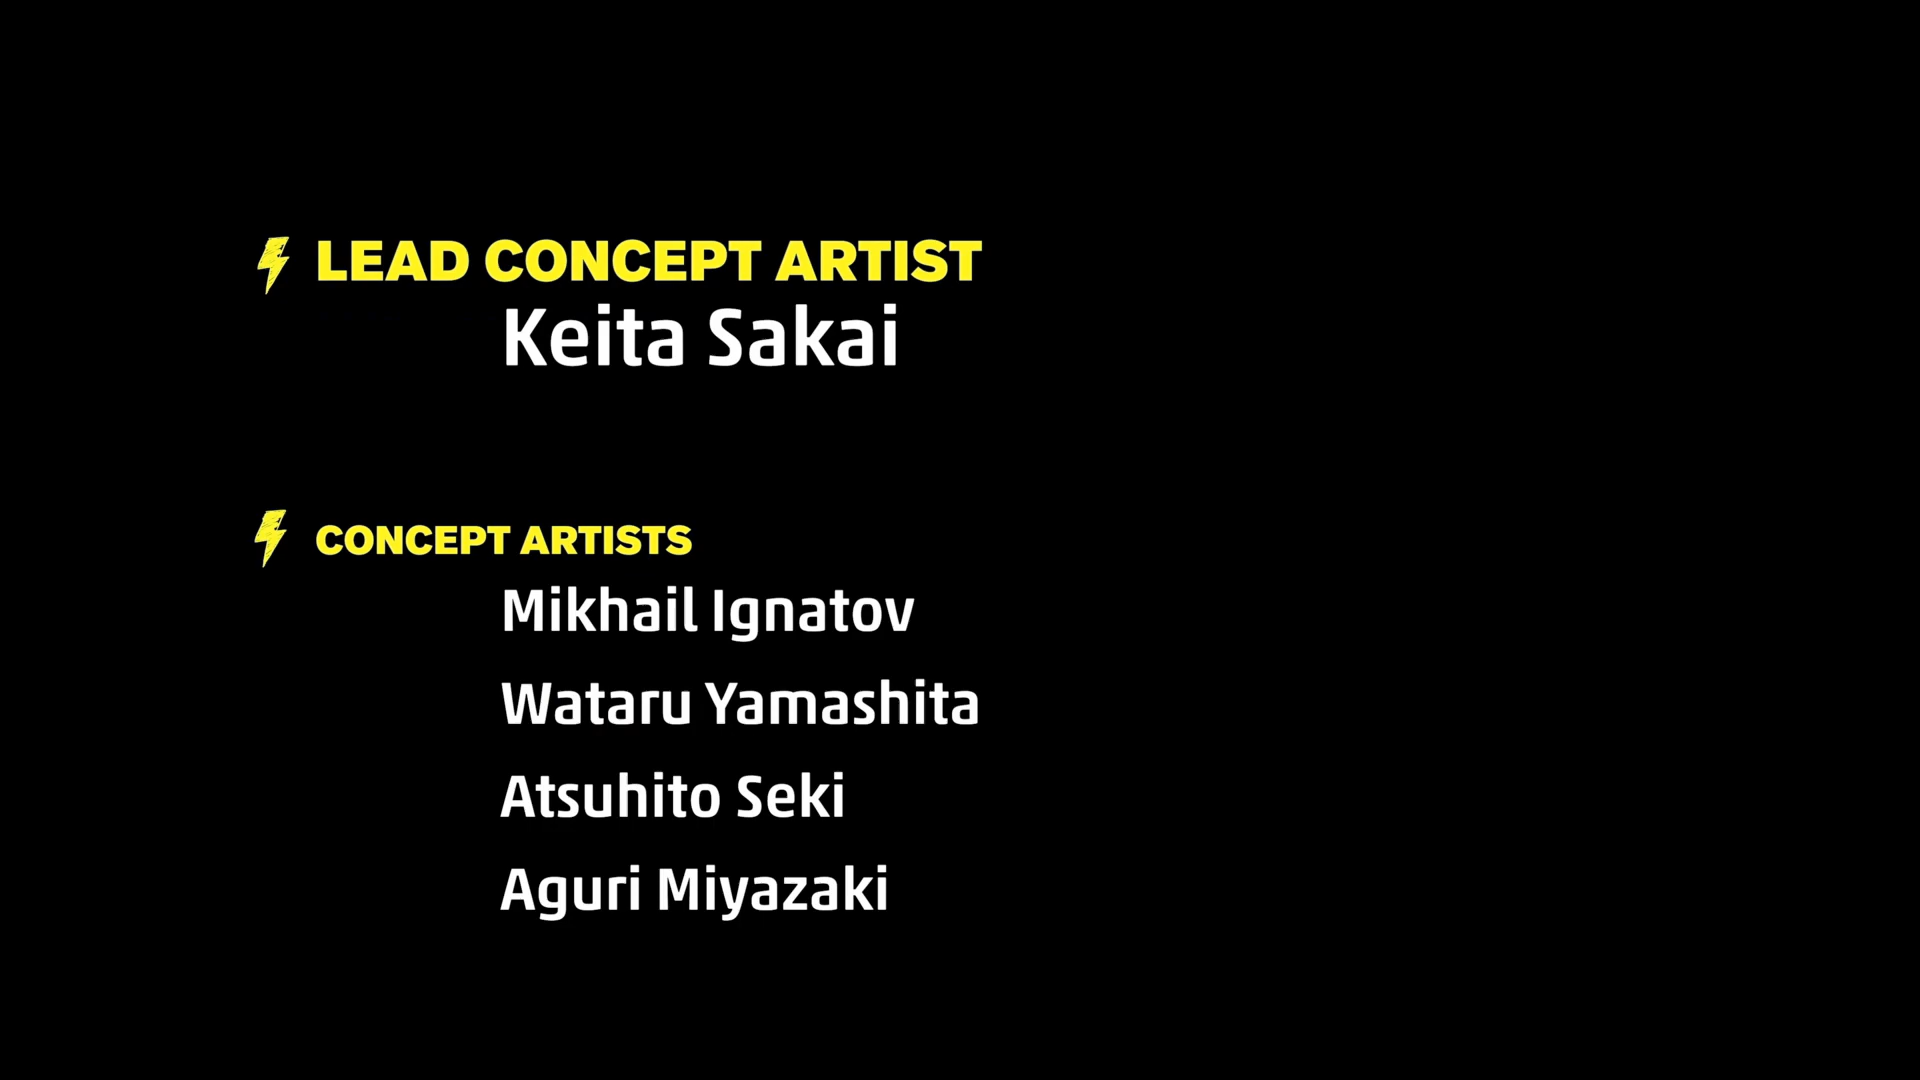 LEAD CONCEPT ARTIST
Keita Sakai
CONCEPT ARTISTS
Mikhail Ignatov
Wataru Yamashita
Atsuhito Seki
Aguri Miyazaki